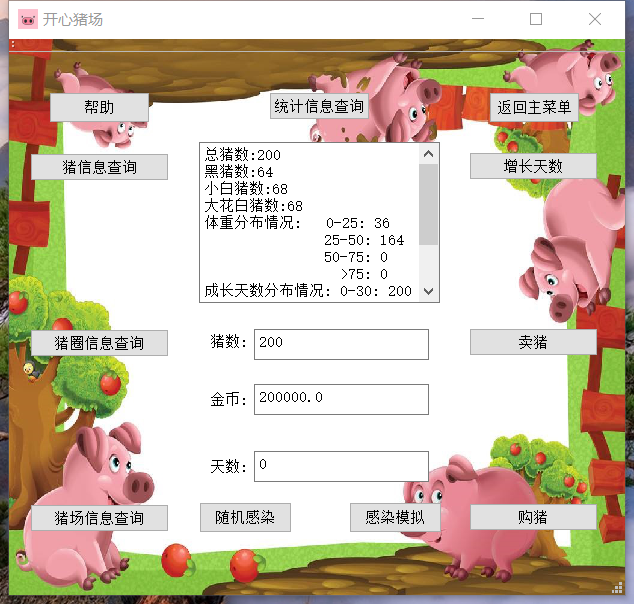 开心猪场
帮助
统计信息查询
返回主菜单
猪信息查询
增长天数
总猪数:200
黑猪数:64
小白猪数:68
大花白猪数:68
体重分布情况: 0-25: 36
25-50: 164
50-75: 0
>75: 0
成长天数分布情况: 0-30: 200
猪圈信息查询
猪数: 200
卖猪
金币: 200000.0
天数: 0
猪场信息查询
随机感染
感染模拟
购猪